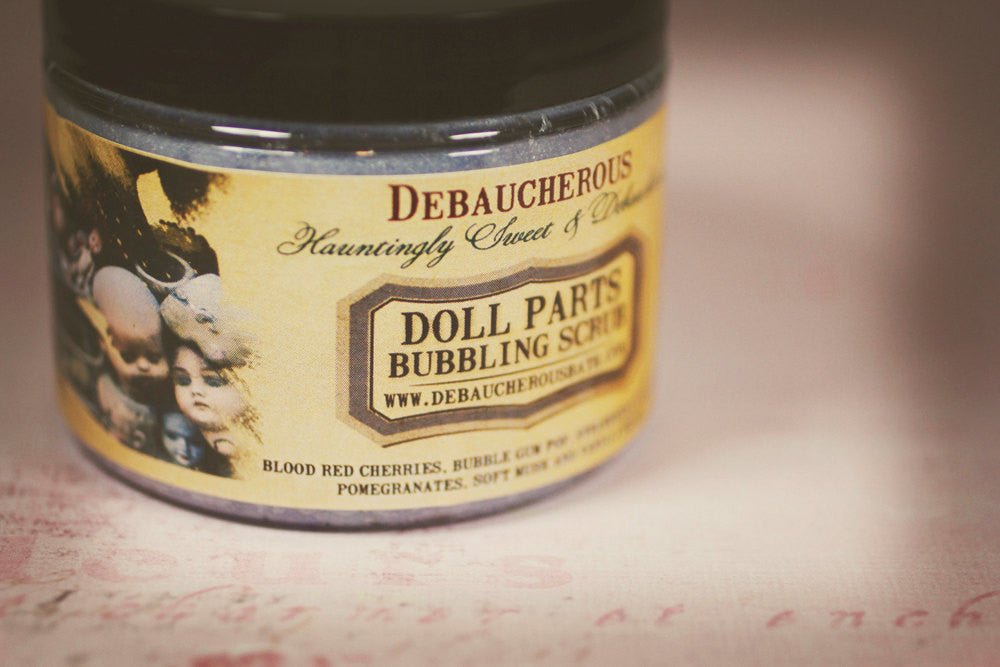 DEBAUCHEROUS
Hauntingly Sweet &
DOLL PARTS
BUBBLING SCRUB
WWW.DEBAUCHEROUSBATH.COM
BLOOD RED CHERRIES, BUBBLE GUM POP,
POMEGRANATES, SOFT MUSK AND